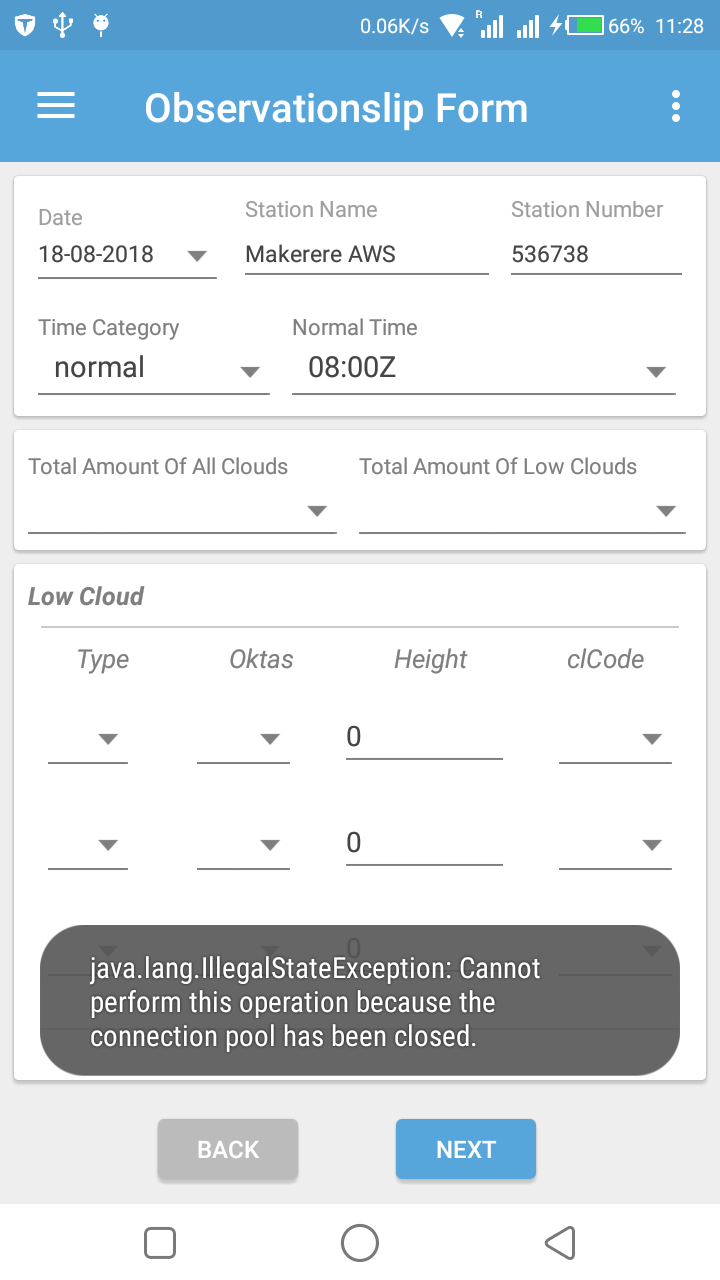 0.06K/s R 66% 11:28
Observationslip Form
Date Station Name Station Number
18-08-2018 Makerere AWS 536738
Time Category Normal Time
normal 08:00Z
Total Amount Of All Clouds Total Amount Of Low Clouds
Low Cloud
Type Oktas Height clCode
0
0
0
java.lang.IllegalStateException: Cannot
perform this operation because the
connection pool has been closed.
BACK NEXT